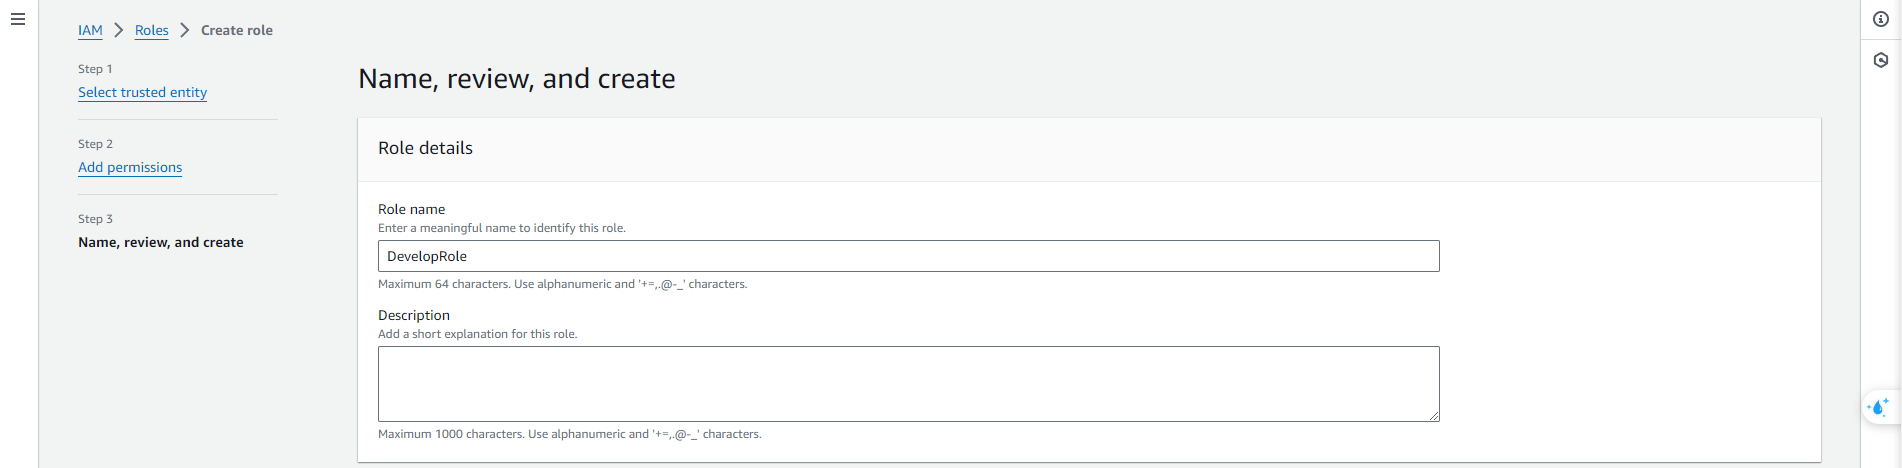 IAM > Roles > Create role
Step 1
Select trusted entity
Step 2
Add permissions
Step 3
Name, review, and create
Name, review, and create
Role details
Role name
Enter a meaningful name to identify this role.
DevelopRole
Maximum 64 characters. Use alphanumeric and '+=,.@-_' characters.
Description
Add a short explanation for this role.
Maximum 1000 characters. Use alphanumeric and '+=,.@-_' characters.